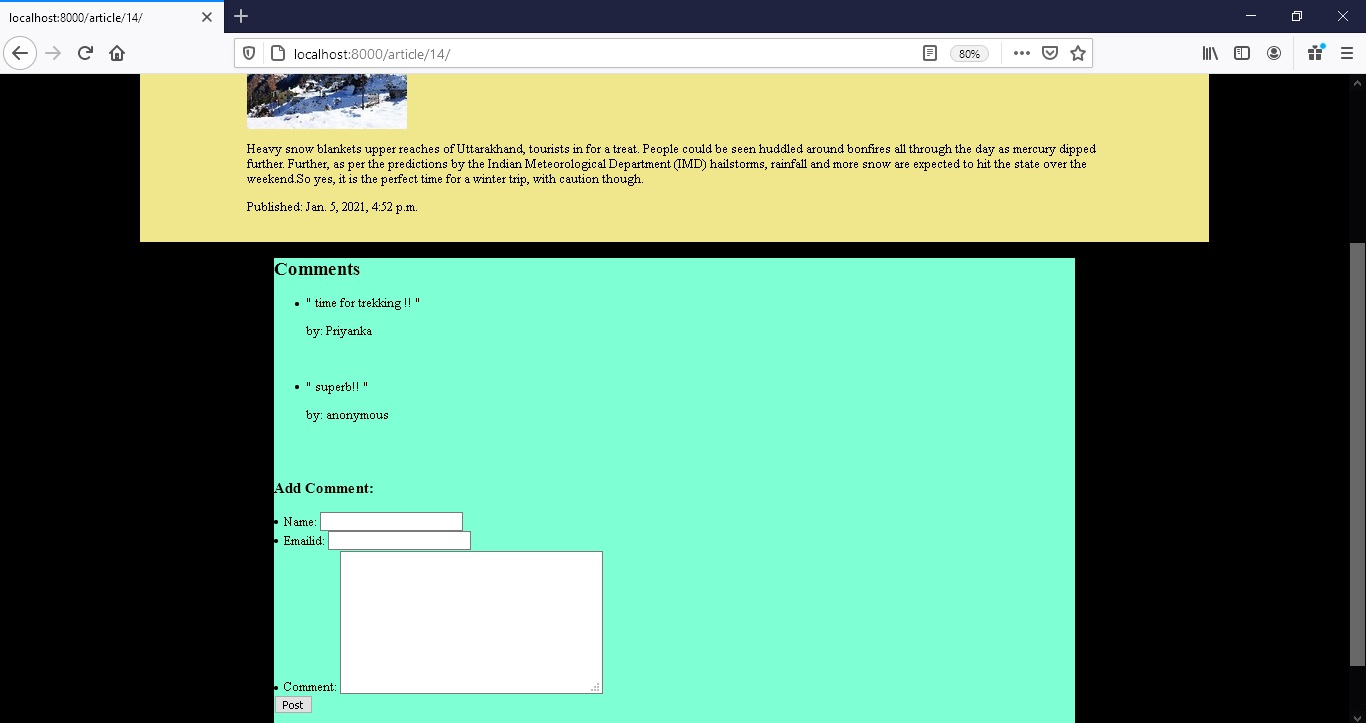 localhost:8000/article/14/
localhost:8000/article/14/
80%
Heavy snow blankets upper reaches of Uttarakhand, tourists in for a treat. People could be seen huddled around bonfires all through the day as mercury dipped
further. Further, as per the predictions by the Indian Meteorological Department (IMD) hailstorms, rainfall and more snow are expected to hit the state over the
weekend.So yes, it is the perfect time for a winter trip, with caution though.
Published: Jan. 5, 2021, 4:52 p.m.
Comments
• " time for trekking !! "
by: Priyanka
• " superb!! "
by: anonymous
Add Comment:
• Name:
• Emailid:
• Comment:
Post